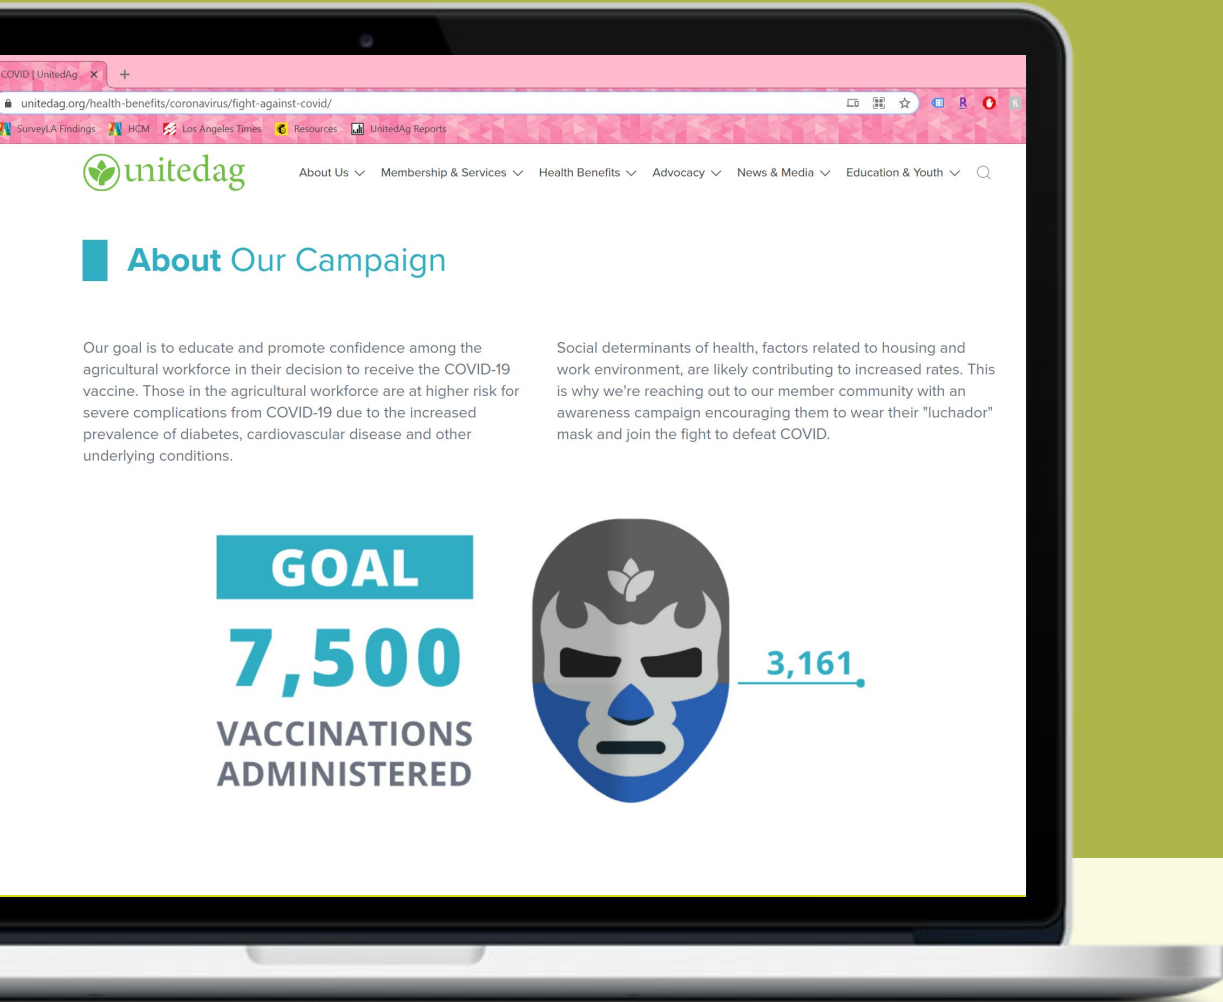 COVID | UnitedAg
unitedag.org/health-benefits/coronavirus/fight-against-covid/
SurveyLA Findings HCM Los Angeles Times Resources UnitedAg Reports
unitedag About Us Membership & Services Health Benefits Advocacy News & Media Education & Youth
About Our Campaign
Our goal is to educate and promote confidence among the
agricultural workforce in their decision to receive the COVID-19
vaccine. Those in the agricultural workforce are at higher risk for
severe complications from COVID-19 due to the increased
prevalence of diabetes, cardiovascular disease and other
underlying conditions.
Social determinants of health, factors related to housing and
work environment, are likely contributing to increased rates. This
is why we're reaching out to our member community with an
awareness campaign encouraging them to wear their "luchador"
mask and join the fight to defeat COVID.
GOAL
7,500
VACCINATIONS
ADMINISTERED
3,161